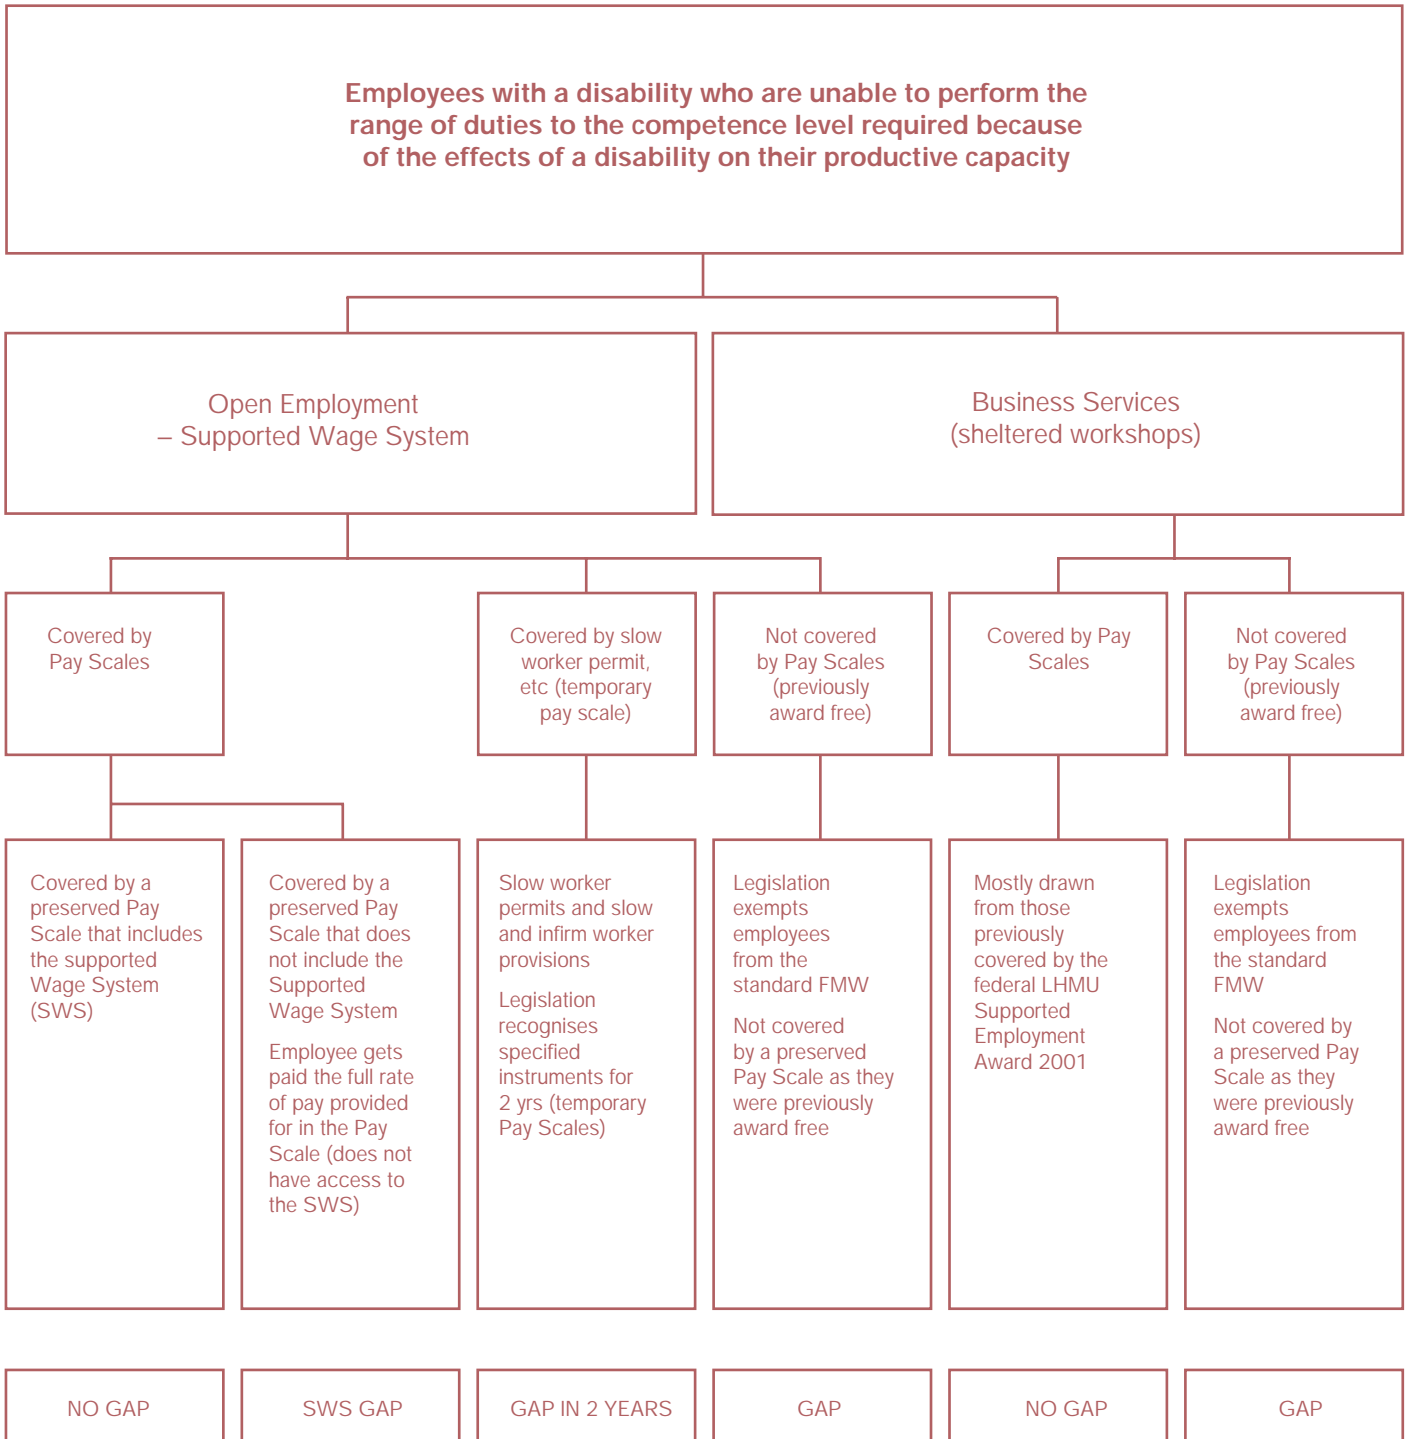 Employees with a disability who are unable to perform the
range of duties to the competence level required because
of the effects of a disability on their productive capacity
Open Employment
– Supported Wage System
Business Services
(sheltered workshops)
Covered by
Pay Scales
Covered by slow
worker permit,
etc (temporary
pay scale)
Not covered
by Pay Scales
(previously
award free)
Covered by Pay
Scales
Not covered
by Pay Scales
(previously
award free)
Covered by a
preserved Pay
Scale that includes
the supported
Wage System
(SWS)
Covered by a
preserved Pay
Scale that does
not include the
Supported
Wage System
Employee gets
paid the full rate
of pay provided
for in the Pay
Scale (does not
have access to
the SWS)
Slow worker
permits and slow
and infirm worker
provisions
Legislation
recognises
specified
instruments for
2 yrs (temporary
Pay Scales)
Legislation
exempts
employees
from the
standard FMW
Not covered
by a preserved
Pay Scale as they
were previously
award free
Mostly drawn
from those
previously
covered by the
federal LHMU
Supported
Employment
Award 2001
Legislation
exempts
employees from
the standard
FMW
Not covered by
a preserved Pay
Scale as they
were previously
award free
NO GAP
SWS GAP
GAP IN 2 YEARS
GAP
NO GAP
GAP